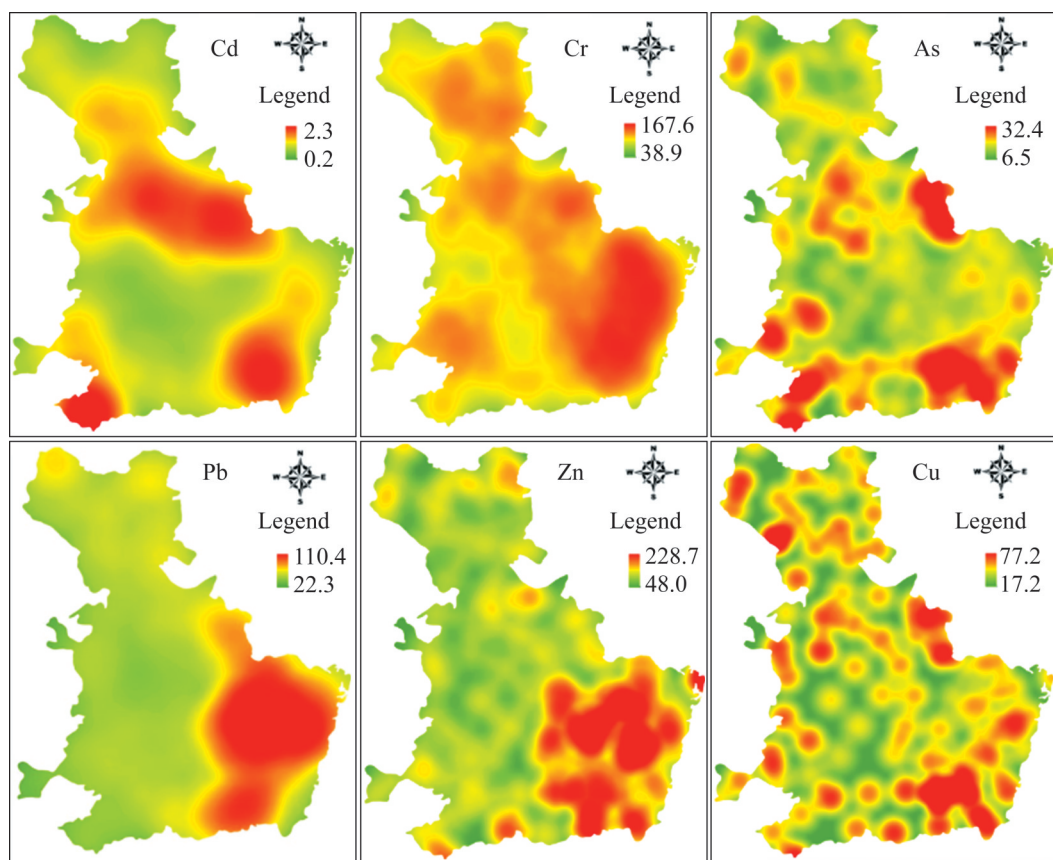 Cd
N
W E
S
Legend
2.3
0.2
Cr
N
W E
S
Legend
167.6
38.9
As
N
W E
S
Legend
32.4
6.5
Pb
N
W E
S
Legend
110.4
22.3
Zn
N
W E
S
Legend
228.7
48.0
Cu
N
W E
S
Legend
77.2
17.2